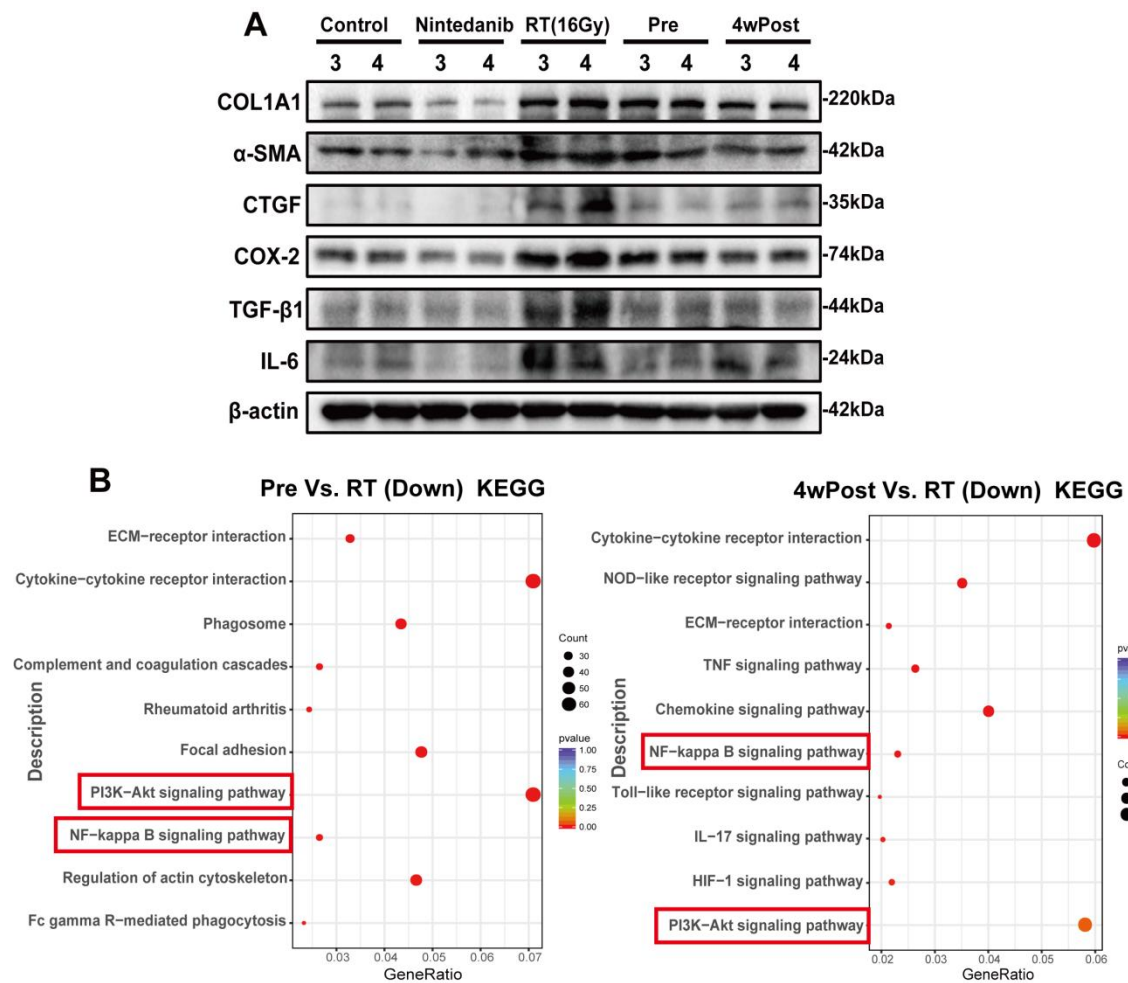 A
Control Nintedanib RT(16Gy) Pre 4wPost
3 4 3 4 3 4 3 4 3 4
COL1A1 -220kDa
α-SMA -42kDa
CTGF -35kDa
COX-2 -74kDa
TGF-β1 -44kDa
IL-6 -24kDa
β-actin -42kDa
B
Pre Vs. RT (Down) KEGG
Description
ECM−receptor interaction
Cytokine−cytokine receptor interaction
Phagosome
Complement and coagulation cascades
Rheumatoid arthritis
Focal adhesion
PI3K−Akt signaling pathway
NF−kappa B signaling pathway
Regulation of actin cytoskeleton
Fc gamma R−mediated phagocytosis
0.03 0.04 0.05 0.06 0.07
GeneRatio
Count
30
40
50
60
pvalue
1.00
0.75
0.50
0.25
0.00
4wPost Vs. RT (Down) KEGG
Description
Cytokine−cytokine receptor interaction
NOD−like receptor signaling pathway
ECM−receptor interaction
TNF signaling pathway
Chemokine signaling pathway
NF−kappa B signaling pathway
Toll−like receptor signaling pathway
IL−17 signaling pathway
HIF−1 signaling pathway
PI3K−Akt signaling pathway
0.02 0.03 0.04 0.05 0.06
GeneRatio
pv
Co